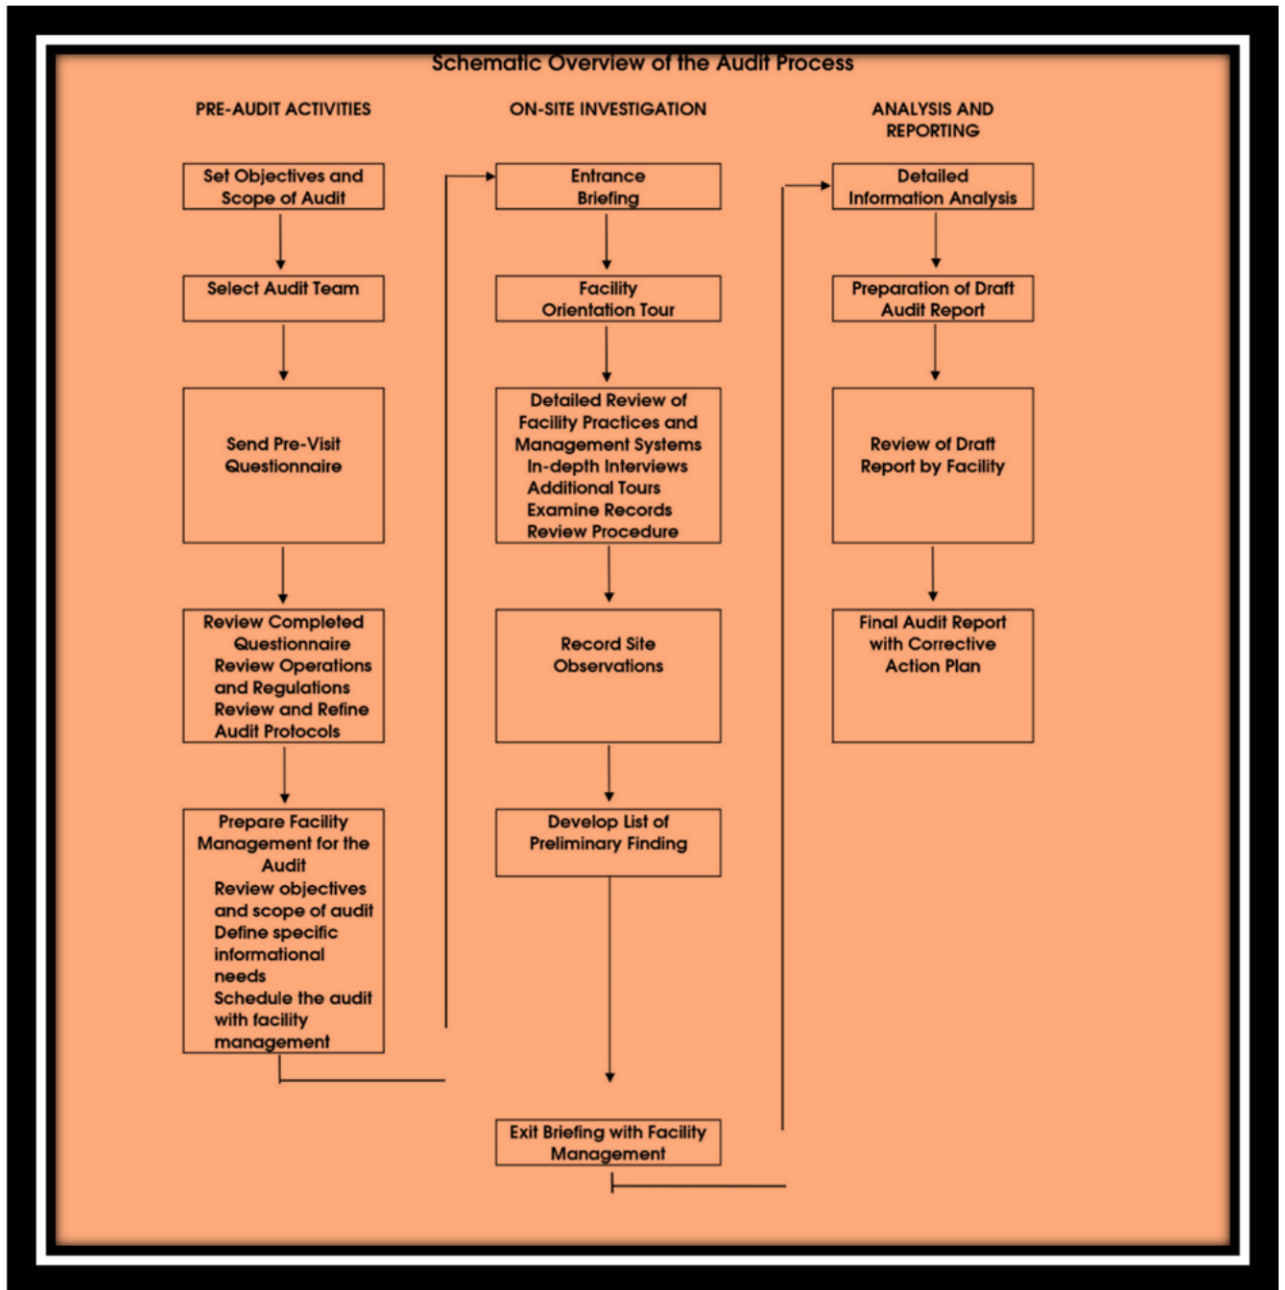 Schematic Overview of the Audit Process
PRE-AUDIT ACTIVITIES
Set Objectives and
Scope of Audit
Select Audit Team
Send Pre-Visit
Questionnaire
Review Completed
Questionnaire
Review Operations
and Regulations
Review and Refine
Audit Protocols
Prepare Facility
Management for the
Audit
Review objectives
and scope of audit
Define specific
informational
needs
Schedule the audit
with facility
management
ON-SITE INVESTIGATION
Entrance
Briefing
Facility
Orientation Tour
Detailed Review of
Facility Practices and
Management Systems
In-depth Interviews
Additional Tours
Examine Records
Review Procedure
Record Site
Observations
Develop List of
Preliminary Finding
Exit Briefing with Facility
Management
ANALYSIS AND
REPORTING
Detailed
Information Analysis
Preparation of Draft
Audit Report
Review of Draft
Report by Facility
Final Audit Report
with Corrective
Action Plan